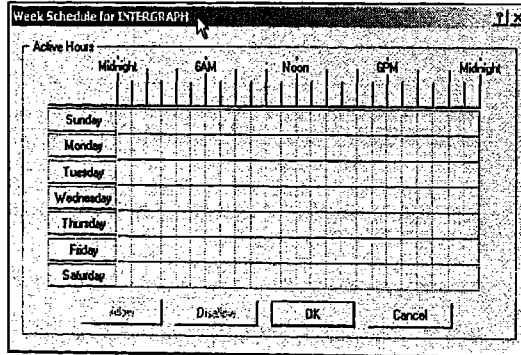 Week Schedule for INTERGRAPH
Active Hours
Midnight 6AM Noon 6PM Midnight
Sunday
Monday
Tuesday
Wednesday
Thursday
Friday
Saturday
Allow Disallow OK Cancel